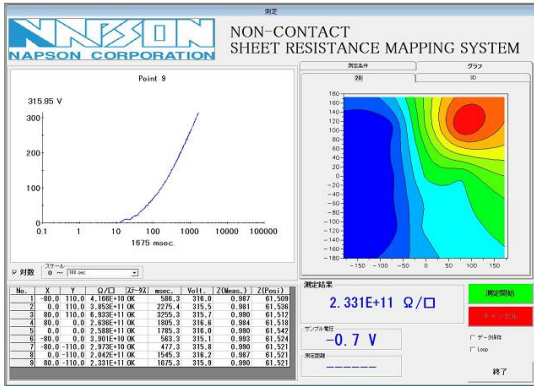 測定
NAPSON
NAPSON CORPORATION
NON-CONTACT
SHEET RESISTANCE MAPPING SYSTEM
Point 9
315.85 V
300
200
100
0
0.1 1 10 100 1000 10000 100000
1675 msec.
対数
スケール
0 ~ 100 sec
測定条件 グラフ
2D 3D
180
160
140
120
100
80
60
40
20
0
-20
-40
-60
-80
-100
-120
-140
-160
-180
-150 -100 -50 0 50 100 150
No. X Y Ω/□ ステータス msec. Volt. Z(Meas.) Z(Posi)
1 -80.0 110.0 4.166E+10 OK 586.3 316.0 0.987 61.509
2 0.0 110.0 3.853E+11 OK 2275.4 315.5 0.981 61.536
3 80.0 110.0 6.933E+11 OK 3255.3 315.7 0.990 61.512
4 80.0 0.0 2.636E+11 OK 1805.3 316.6 0.984 61.518
5 0.0 0.0 2.588E+11 OK 1785.3 316.0 0.990 61.542
6 -80.0 0.0 3.901E+10 OK 563.3 315.1 0.993 61.524
7 -80.0 -110.0 2.973E+10 OK 477.3 315.8 0.990 61.521
8 0.0 -110.0 2.042E+11 OK 1545.3 316.2 0.987 61.521
9 80.0 -110.0 2.331E+11 OK 1675.3 315.9 0.990 61.521
測定結果
2.331E+11 Ω/□
サンプル電圧
-0.7 V
測定距離
------
測定開始
キャンセル
データ保存
Loop
終了